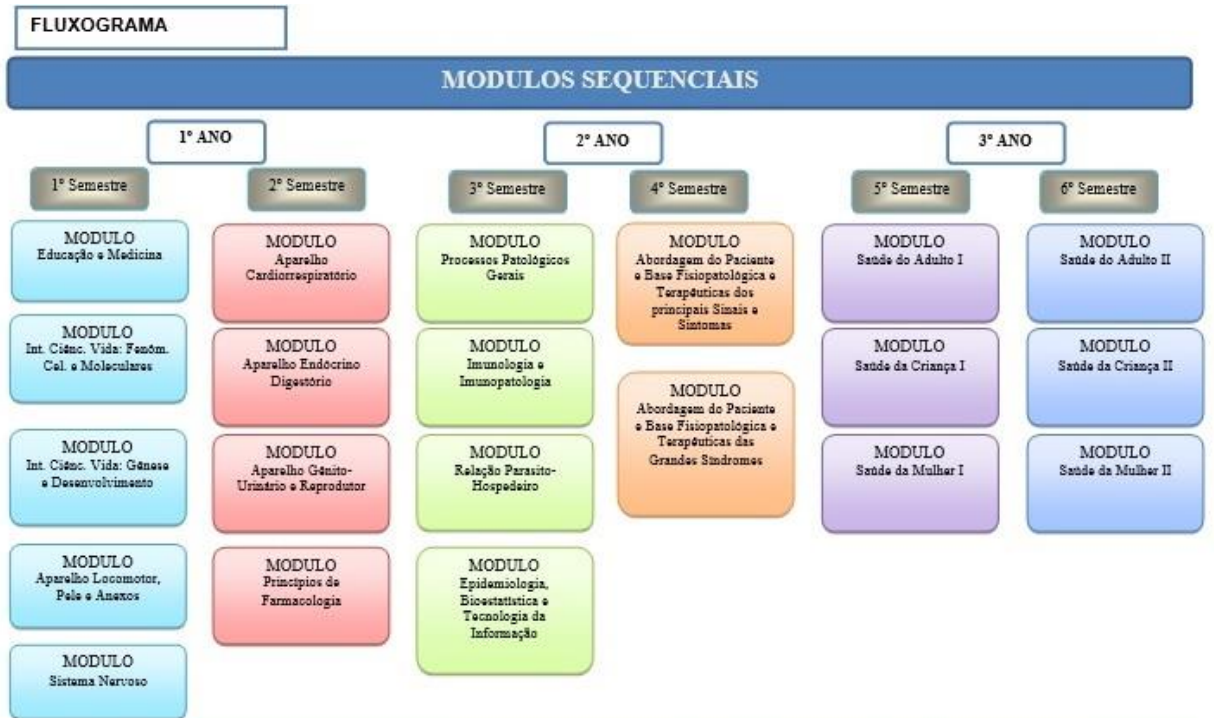 FLUXOGRAMA
MODULOS SEQUENCIAIS
1º ANO
2º ANO
3º ANO
1º Semestre
2º Semestre
3º Semestre
4º Semestre
5º Semestre
6º Semestre
MODULO
Educação e Medicina
MODULO
Int. Ciênc. Vida: Fenôm.
Cel. e Moleculares
MODULO
Int. Ciênc. Vida: Gênese
e Desenvolvimento
MODULO
Aparelho Locomotor,
Pele e Anexos
MODULO
Sistema Nervoso
MODULO
Aparelho
Cardiorrespiratório
MODULO
Aparelho Endócrino
Digestório
MODULO
Aparelho Gênito-
Urinário e Reprodutor
MODULO
Princípios de
Farmacologia
MODULO
Processos Patológicos
Gerais
MODULO
Imunologia e
Imunopatologia
MODULO
Relação Parasito-
Hospedeiro
MODULO
Epidemiologia,
Bioestatística e
Tecnologia da
Informação
MODULO
Abordagem do Paciente
e Base Fisiopatológica e
Terapêuticas dos
principais Sinais e
Sintomas
MODULO
Abordagem do Paciente
e Base Fisiopatológica e
Terapêuticas das
Grandes Síndromes
MODULO
Saúde do Adulto I
MODULO
Saúde da Criança I
MODULO
Saúde da Mulher I
MODULO
Saúde do Adulto II
MODULO
Saúde da Criança II
MODULO
Saúde da Mulher II